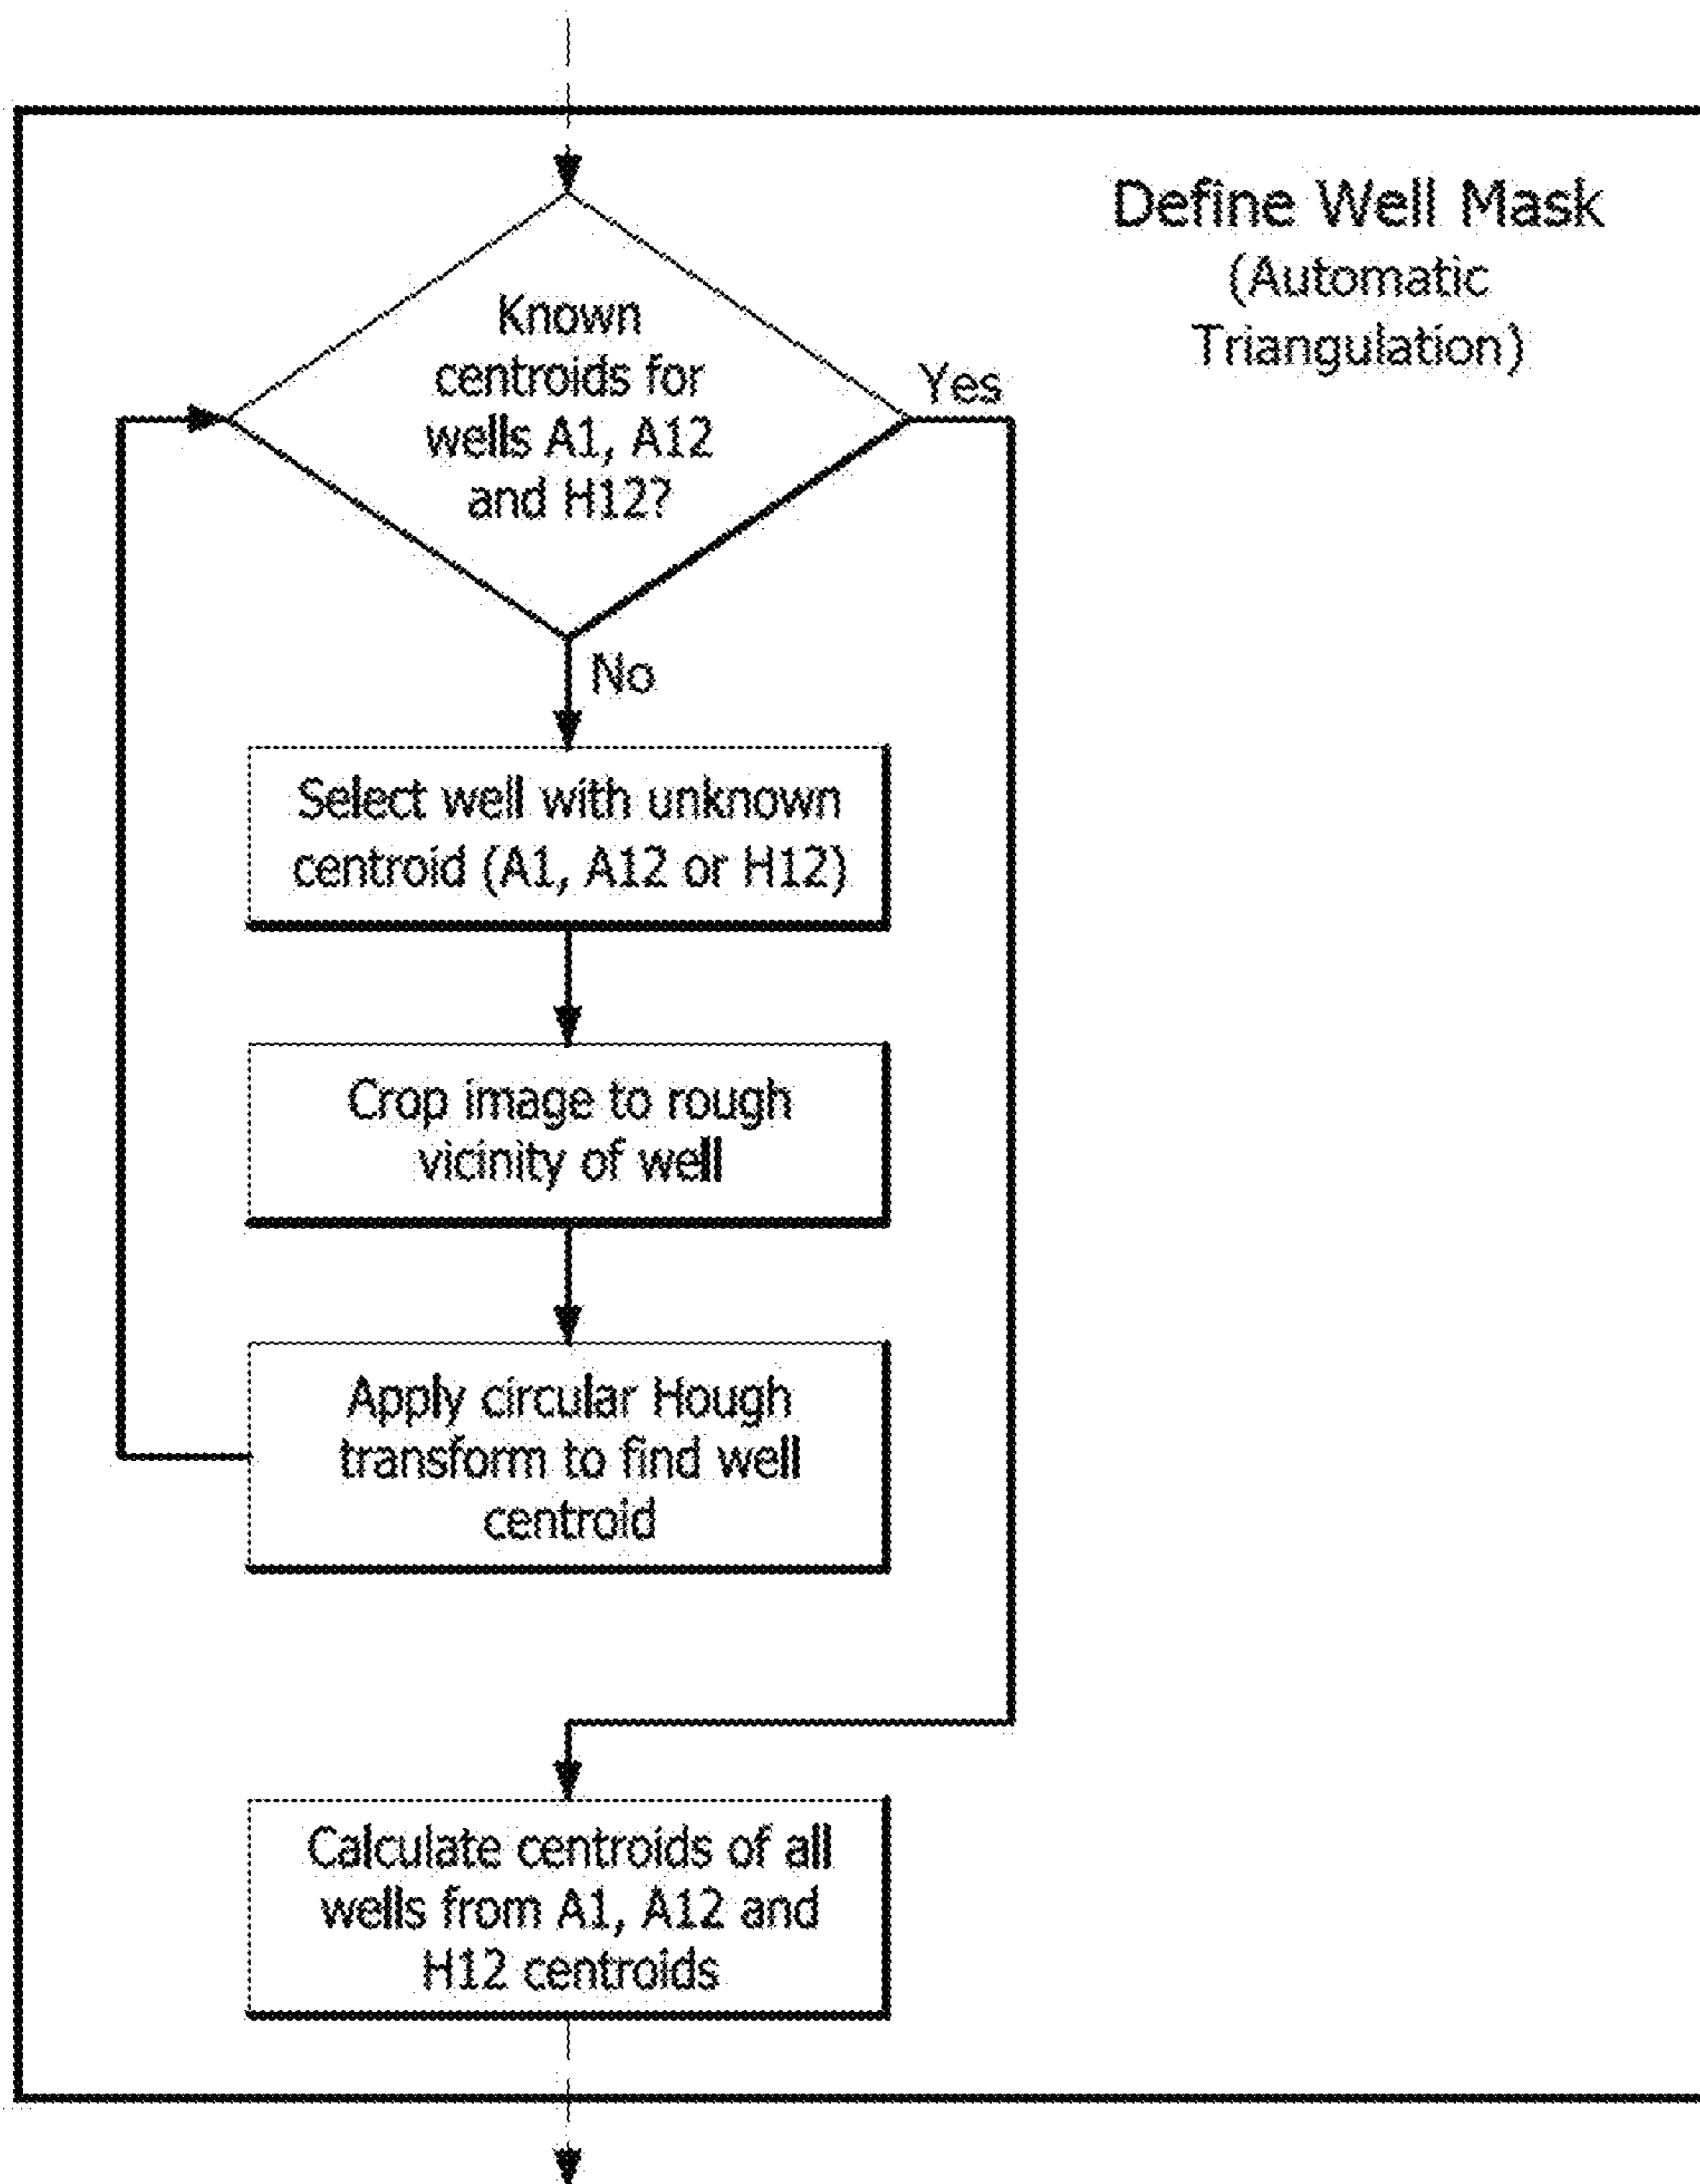 Define Well Mask
(Automatic
Triangulation)
Known
centroids for
wells A1, A12
and H12?
Yes
No
Select well with unknown
centroid (A1, A12 or H12)
Crop image to rough
vicinity of well
Apply circular Hough
transform to find well
centroid
Calculate centroids of all
wells from A1, A12 and
H12 centroids